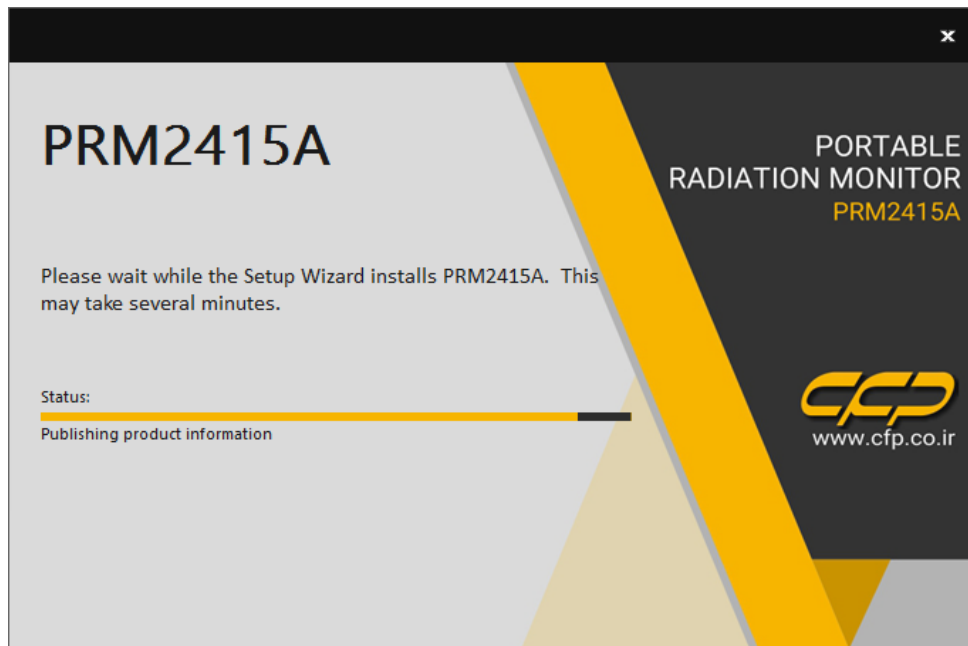 PRM2415A
Please wait while the Setup Wizard installs PRM2415A. This
may take several minutes.
Status:
Publishing product information
PORTABLE
RADIATION MONITOR
PRM2415A
cfp
www.cfp.co.ir